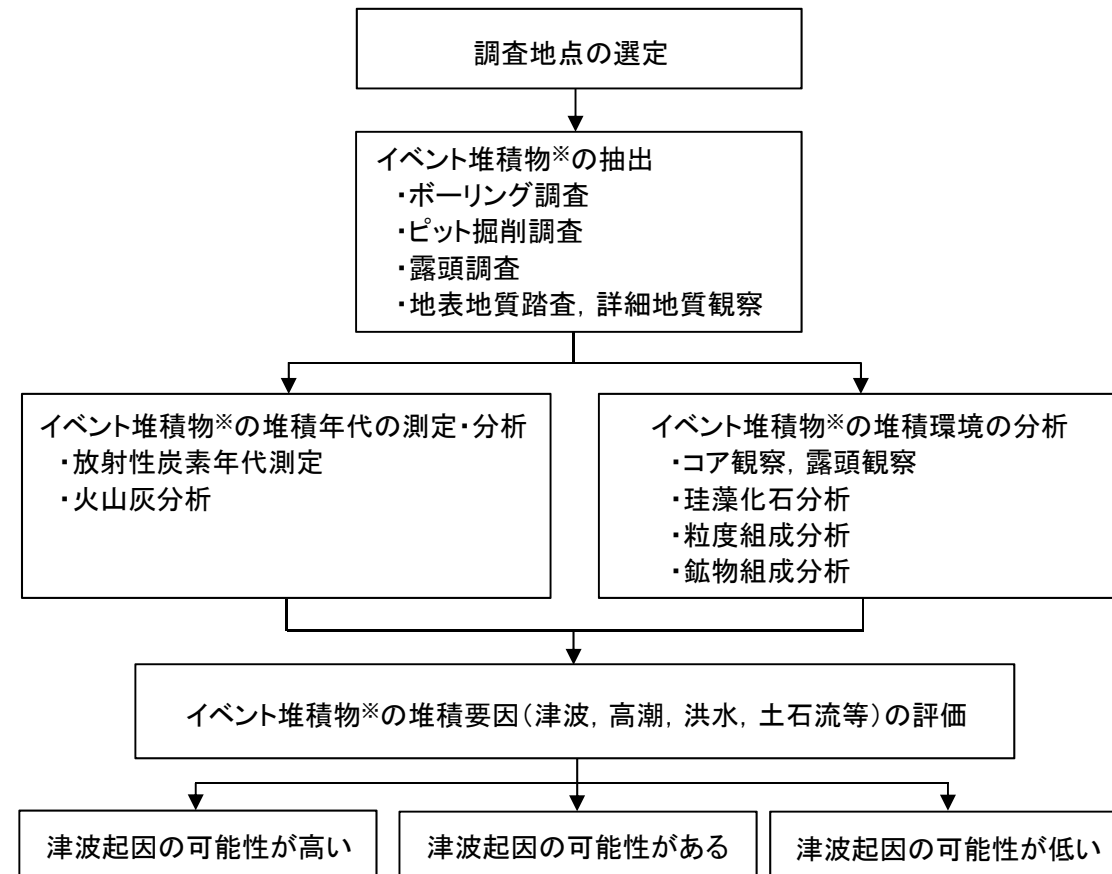 調査地点の選定
イベント堆積物※の抽出
・ボーリング調査
・ピット掘削調査
・露頭調査
・地表地質踏査，詳細地質観察
イベント堆積物※の堆積年代の測定・分析
・放射性炭素年代測定
・火山灰分析
イベント堆積物※の堆積環境の分析
・コア観察，露頭観察
・珪藻化石分析
・粒度組成分析
・鉱物組成分析
イベント堆積物※の堆積要因（津波，高潮，洪水，土石流等）の評価
津波起因の可能性が高い
津波起因の可能性がある
津波起因の可能性が低い